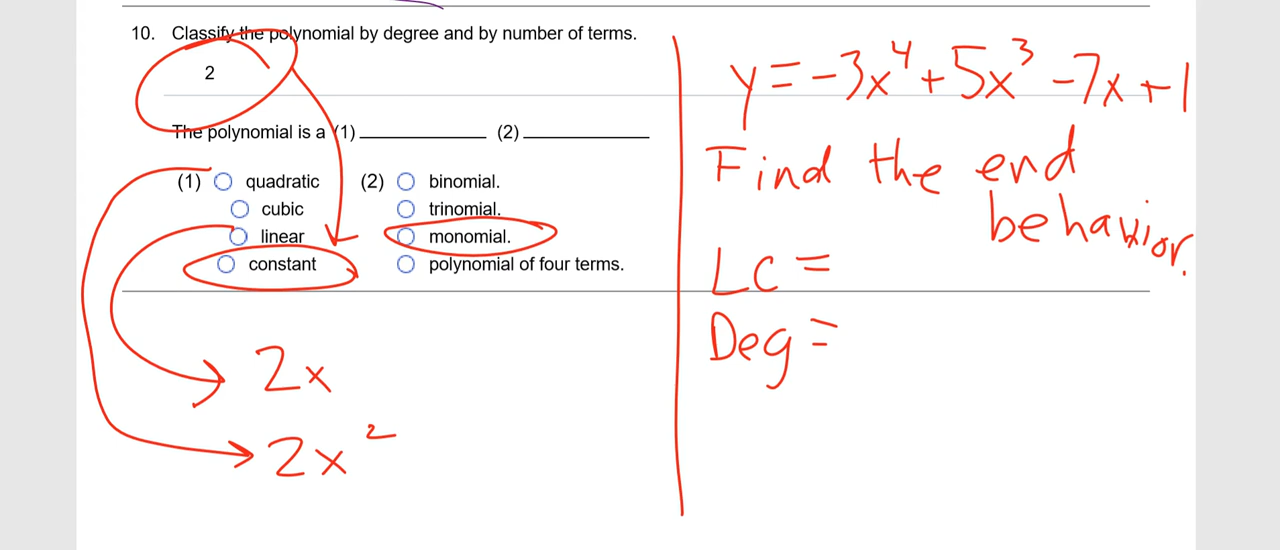 10. Classify the polynomial by degree and by number of terms.
2
The polynomial is a (1) ____________ (2) ____________
(1) quadratic (2) binomial.
cubic trinomial.
linear monomial.
constant polynomial of four terms.
2x
2x²
y = -3x⁴ + 5x³ - 7x + 1
Find the end
behavior.
LC =
Deg =